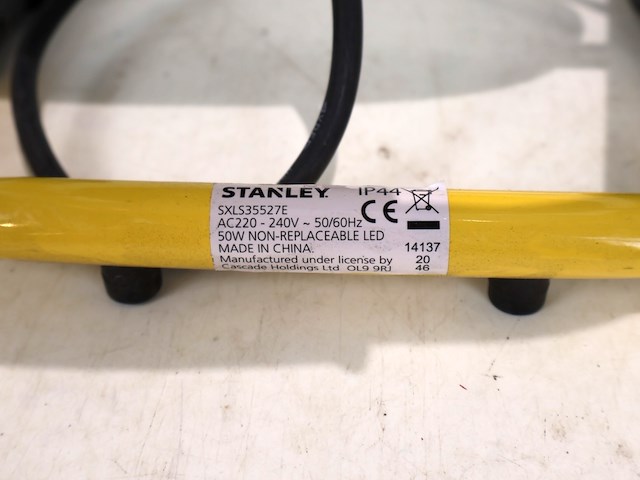 STANLEY IP44
SXLS35527E
CE
AC220 - 240V ~ 50/60Hz
50W NON-REPLACEABLE LED
MADE IN CHINA.
14137
Manufactured under license by
20
Cascade Holdings Ltd OL9 9RJ
46